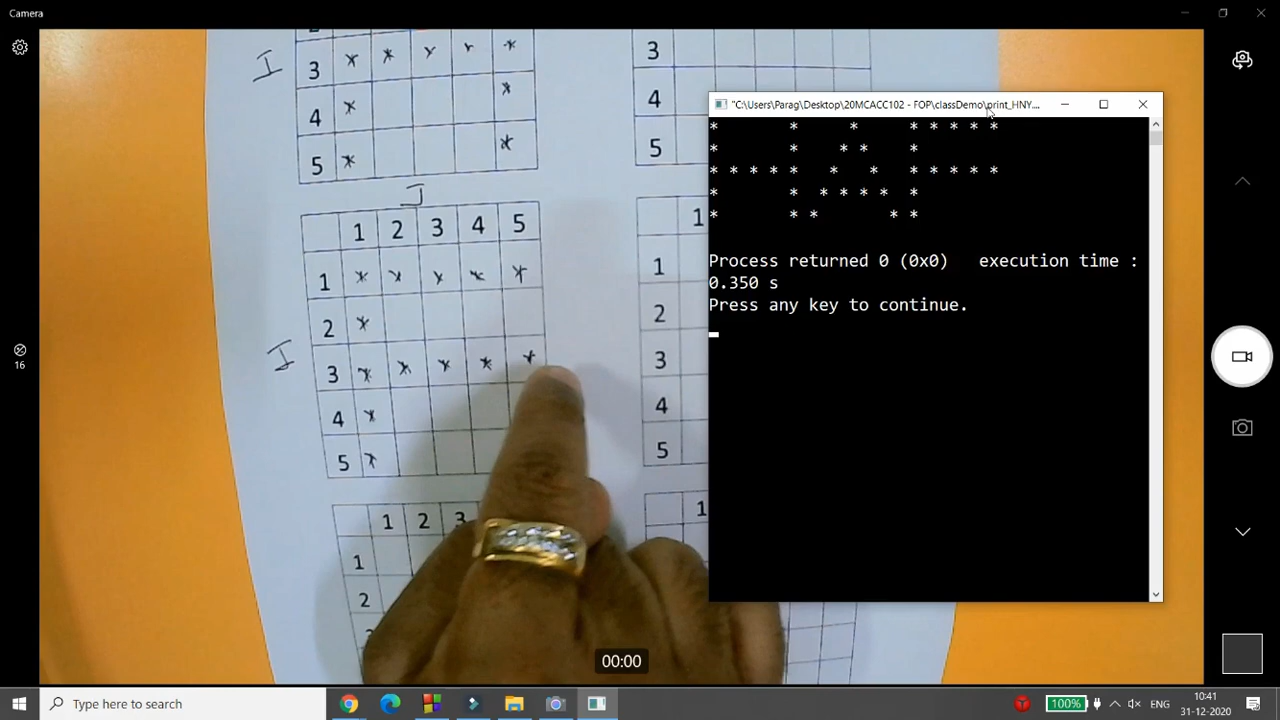 Camera
I
3 * * * * *
4 * *
5 * *
3
4
5
J
1 2 3 4 5
1 * * * * *
2 *
I
3 * * * * *
4 *
5 *
1
1
2
3
4
5
1 2 3
1
2
1
"C:\Users\Parag\Desktop\20MCACC102 - FOP\classDemo\print_HNY....
*       *     *     * * * * *
*       *    * *    *
* * * * *   *   *   * * * * *
*       *  * * * *  *
*       * *       * *
Process returned 0 (0x0)   execution time :
0.350 s
Press any key to continue.
16
00:00
Type here to search
100%
ENG
10:41
31-12-2020